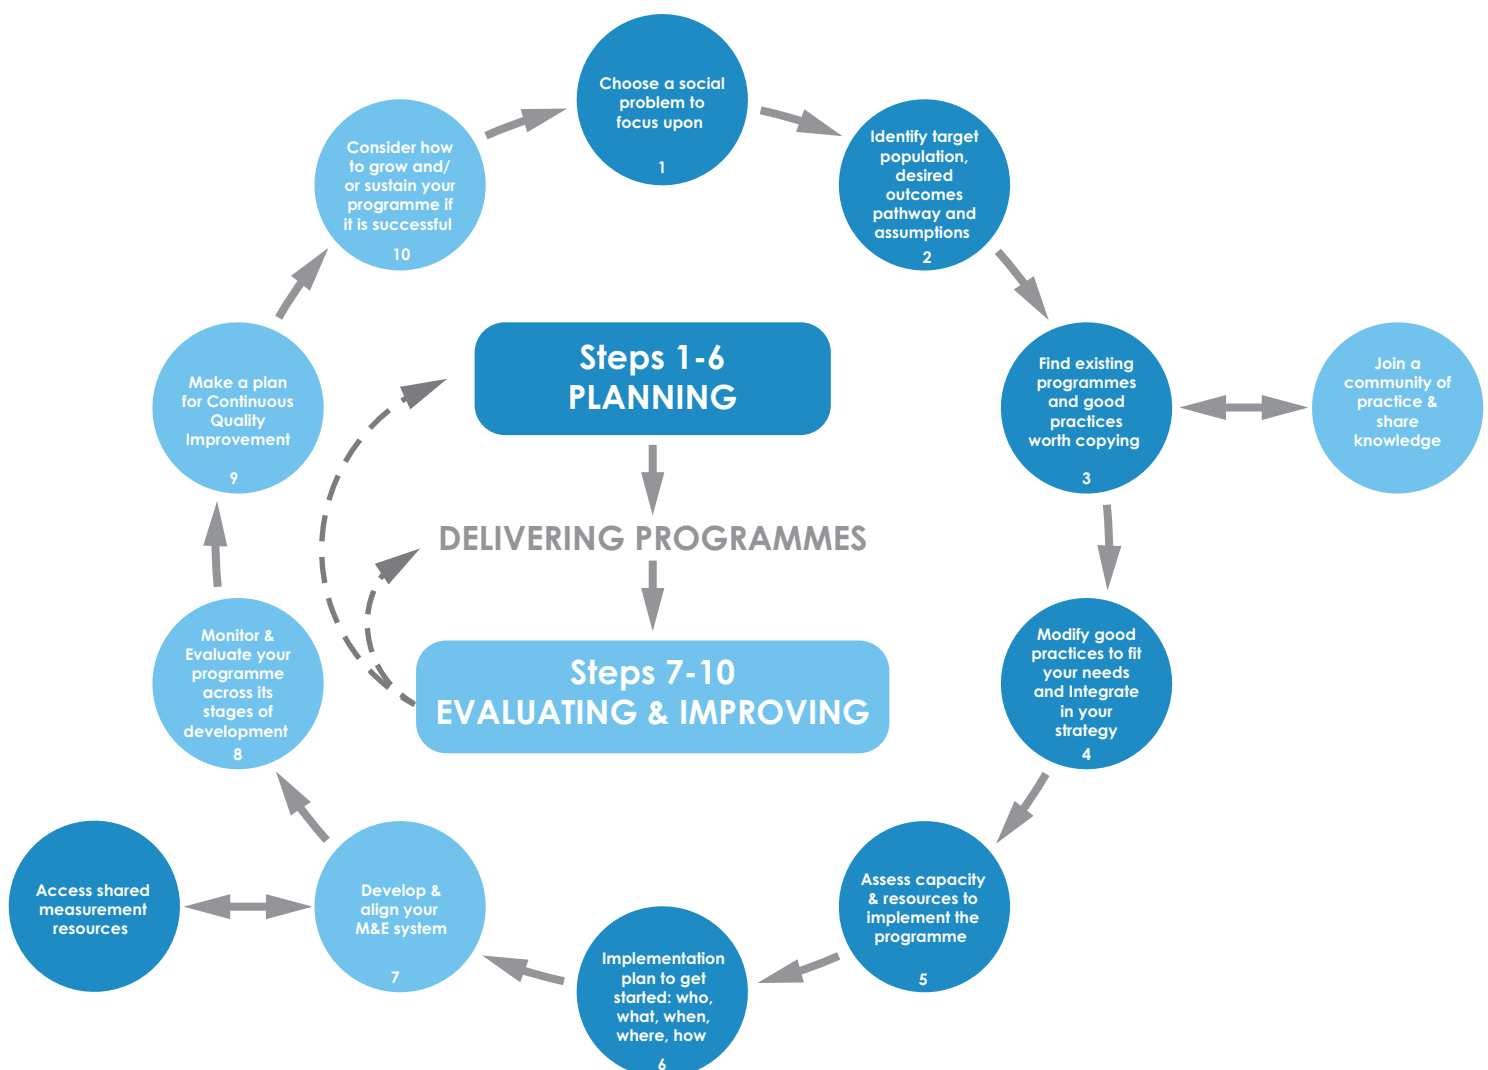 Choose a social
problem to
focus upon
1
Identify target
population,
desired
outcomes
pathway and
assumptions
2
Find existing
programmes
and good
practices
worth copying
3
Join a
community of
practice &
share
knowledge
Modify good
practices to fit
your needs
and Integrate
in your
strategy
4
Assess capacity
& resources to
implement the
programme
5
Implementation
plan to get
started: who,
what, when,
where, how
6
Develop &
align your
M&E system
7
Access shared
measurement
resources
Monitor &
Evaluate your
programme
across its
stages of
development
8
Make a plan
for Continuous
Quality
Improvement
9
Consider how
to grow and/
or sustain your
programme if
it is successful
10
Steps 1-6
PLANNING
DELIVERING PROGRAMMES
Steps 7-10
EVALUATING & IMPROVING